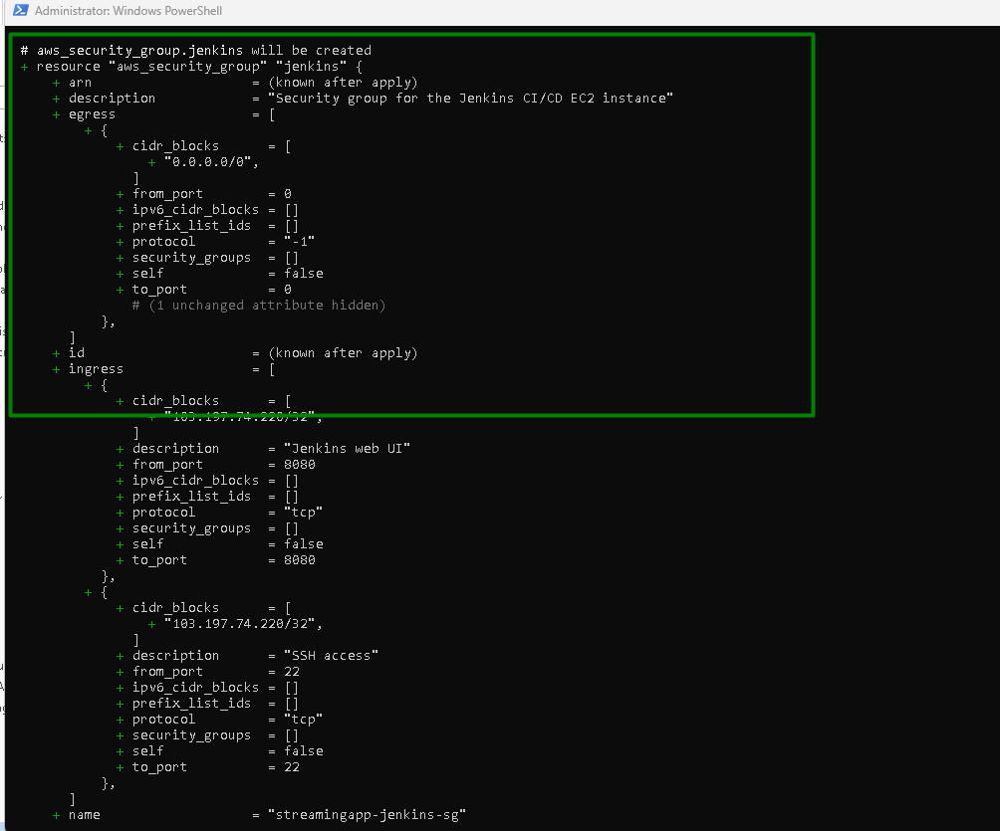 Administrator: Windows PowerShell
# aws_security_group.jenkins will be created
+ resource "aws_security_group" "jenkins" {
    + arn                    = (known after apply)
    + description            = "Security group for the Jenkins CI/CD EC2 instance"
    + egress                 = [
        + {
            + cidr_blocks      = [
                + "0.0.0.0/0",
              ]
            + from_port        = 0
            + ipv6_cidr_blocks = []
            + prefix_list_ids  = []
            + protocol         = "-1"
            + security_groups  = []
            + self             = false
            + to_port          = 0
            # (1 unchanged attribute hidden)
          },
      ]
    + id                     = (known after apply)
    + ingress                = [
        + {
            + cidr_blocks      = [
                + "103.197.74.220/32",
              ]
            + description      = "Jenkins web UI"
            + from_port        = 8080
            + ipv6_cidr_blocks = []
            + prefix_list_ids  = []
            + protocol         = "tcp"
            + security_groups  = []
            + self             = false
            + to_port          = 8080
          },
        + {
            + cidr_blocks      = [
                + "103.197.74.220/32",
              ]
            + description      = "SSH access"
            + from_port        = 22
            + ipv6_cidr_blocks = []
            + prefix_list_ids  = []
            + protocol         = "tcp"
            + security_groups  = []
            + self             = false
            + to_port          = 22
          },
      ]
    + name                   = "streamingapp-jenkins-sg"